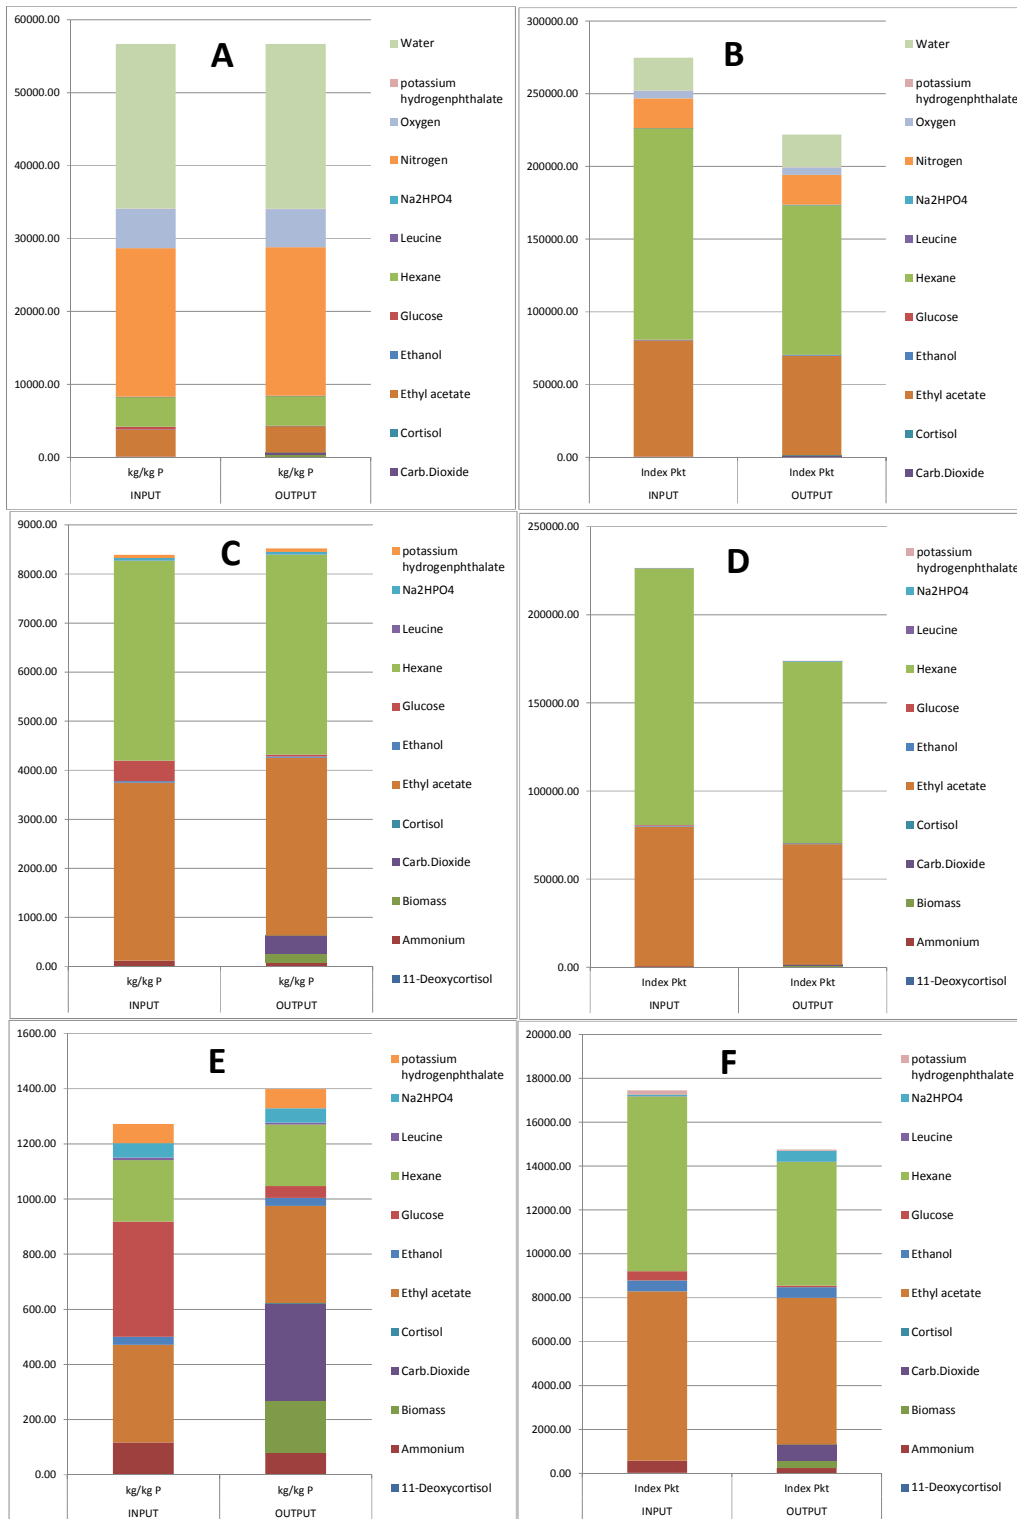 A
60000.00
50000.00
40000.00
30000.00
20000.00
10000.00
0.00
kg/kg P
kg/kg P
INPUT
OUTPUT
Water
potassium
hydrogenphthalate
Oxygen
Nitrogen
Na2HPO4
Leucine
Hexane
Glucose
Ethanol
Ethyl acetate
Cortisol
Carb.Dioxide
B
300000.00
250000.00
200000.00
150000.00
100000.00
50000.00
0.00
Index Pkt
Index Pkt
INPUT
OUTPUT
Water
potassium
hydrogenphthalate
Oxygen
Nitrogen
Na2HPO4
Leucine
Hexane
Glucose
Ethanol
Ethyl acetate
Cortisol
Carb.Dioxide
C
9000.00
8000.00
7000.00
6000.00
5000.00
4000.00
3000.00
2000.00
1000.00
0.00
kg/kg P
kg/kg P
INPUT
OUTPUT
potassium
hydrogenphthalate
Na2HPO4
Leucine
Hexane
Glucose
Ethanol
Ethyl acetate
Cortisol
Carb.Dioxide
Biomass
Ammonium
11-Deoxycortisol
D
250000.00
200000.00
150000.00
100000.00
50000.00
0.00
Index Pkt
Index Pkt
INPUT
OUTPUT
potassium
hydrogenphthalate
Na2HPO4
Leucine
Hexane
Glucose
Ethanol
Ethyl acetate
Cortisol
Carb.Dioxide
Biomass
Ammonium
11-Deoxycortisol
E
1600.00
1400.00
1200.00
1000.00
800.00
600.00
400.00
200.00
0.00
kg/kg P
kg/kg P
INPUT
OUTPUT
potassium
hydrogenphthalate
Na2HPO4
Leucine
Hexane
Glucose
Ethanol
Ethyl acetate
Cortisol
Carb.Dioxide
Biomass
Ammonium
11-Deoxycortisol
F
20000.00
18000.00
16000.00
14000.00
12000.00
10000.00
8000.00
6000.00
4000.00
2000.00
0.00
Index Pkt
Index Pkt
INPUT
OUTPUT
potassium
hydrogenphthalate
Na2HPO4
Leucine
Hexane
Glucose
Ethanol
Ethyl acetate
Cortisol
Carb.Dioxide
Biomass
Ammonium
11-Deoxycortisol